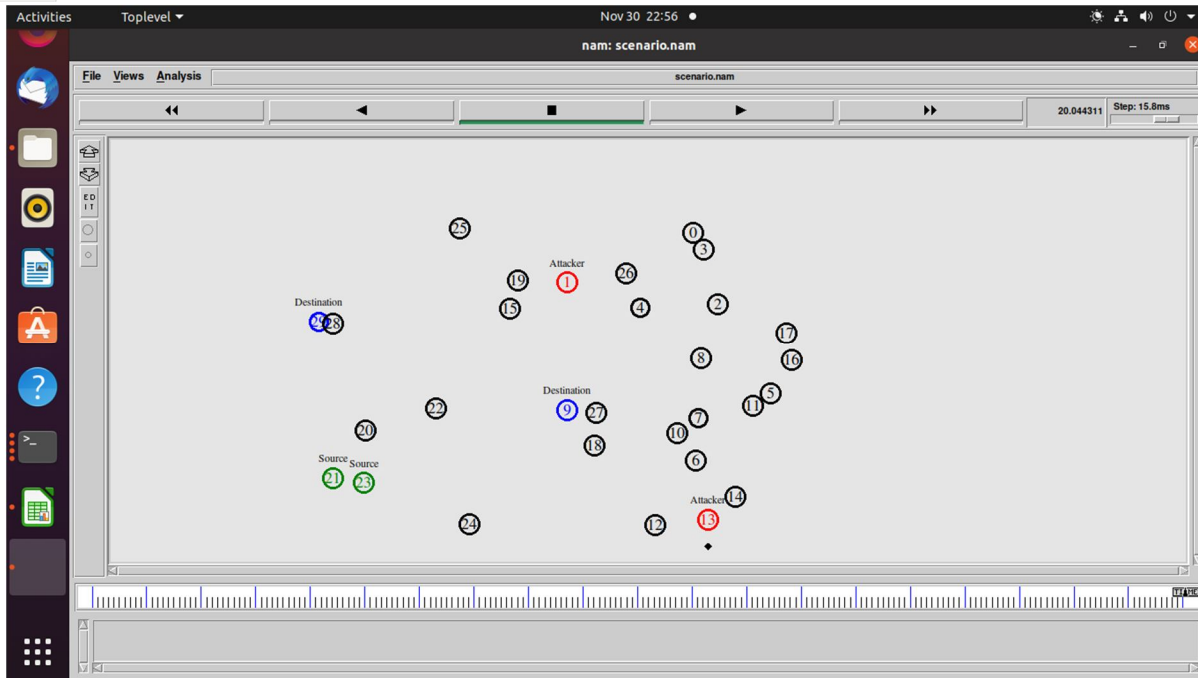 Activities Toplevel Nov 30 22:56
nam: scenario.nam
File Views Analysis scenario.nam
20.044311 Step: 15.8ms
ED
IT
25
0
3
Attacker
19
1
26
15
4
2
Destination
29
28
17
8
16
5
Destination
22
9
27
11
7
20
10
18
6
Source Source
21
23
14
Attacker
13
24
12
TIME